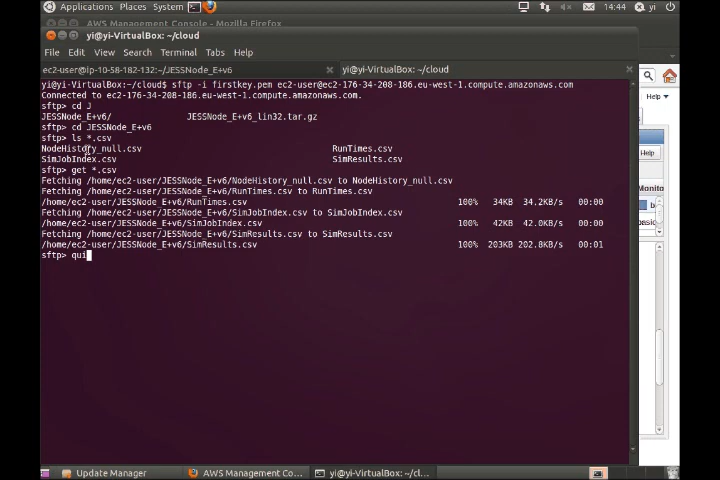 Applications Places System 14:44 yi
AWS Management Console - Mozilla Firefox
yi@yi-VirtualBox: ~/cloud
File Edit View Search Terminal Tabs Help
ec2-user@ip-10-58-182-132:~/JESSNode_E+v6 yi@yi-VirtualBox: ~/cloud
yi@yi-VirtualBox:~/cloud$ sftp -i firstkey.pem ec2-user@ec2-176-34-208-186.eu-west-1.compute.amazonaws.com
Connected to ec2-176-34-208-186.eu-west-1.compute.amazonaws.com.
sftp> cd J
JESSNode_E+v6/ JESSNode_E+v6_lin32.tar.gz
sftp> cd JESSNode_E+v6
sftp> ls *.csv
NodeHistory_null.csv RunTimes.csv
SimJobIndex.csv SimResults.csv
sftp> get *.csv
Fetching /home/ec2-user/JESSNode_E+v6/NodeHistory_null.csv to NodeHistory_null.csv
Fetching /home/ec2-user/JESSNode_E+v6/RunTimes.csv to RunTimes.csv
/home/ec2-user/JESSNode_E+v6/RunTimes.csv 100% 34KB 34.2KB/s 00:00
Fetching /home/ec2-user/JESSNode_E+v6/SimJobIndex.csv to SimJobIndex.csv
/home/ec2-user/JESSNode_E+v6/SimJobIndex.csv 100% 42KB 42.0KB/s 00:00
Fetching /home/ec2-user/JESSNode_E+v6/SimResults.csv to SimResults.csv
/home/ec2-user/JESSNode_E+v6/SimResults.csv 100% 203KB 202.8KB/s 00:01
sftp> qui
Help
Help
Monito
basic
Update Manager AWS Management Co... yi@yi-VirtualBox: ~/cl...